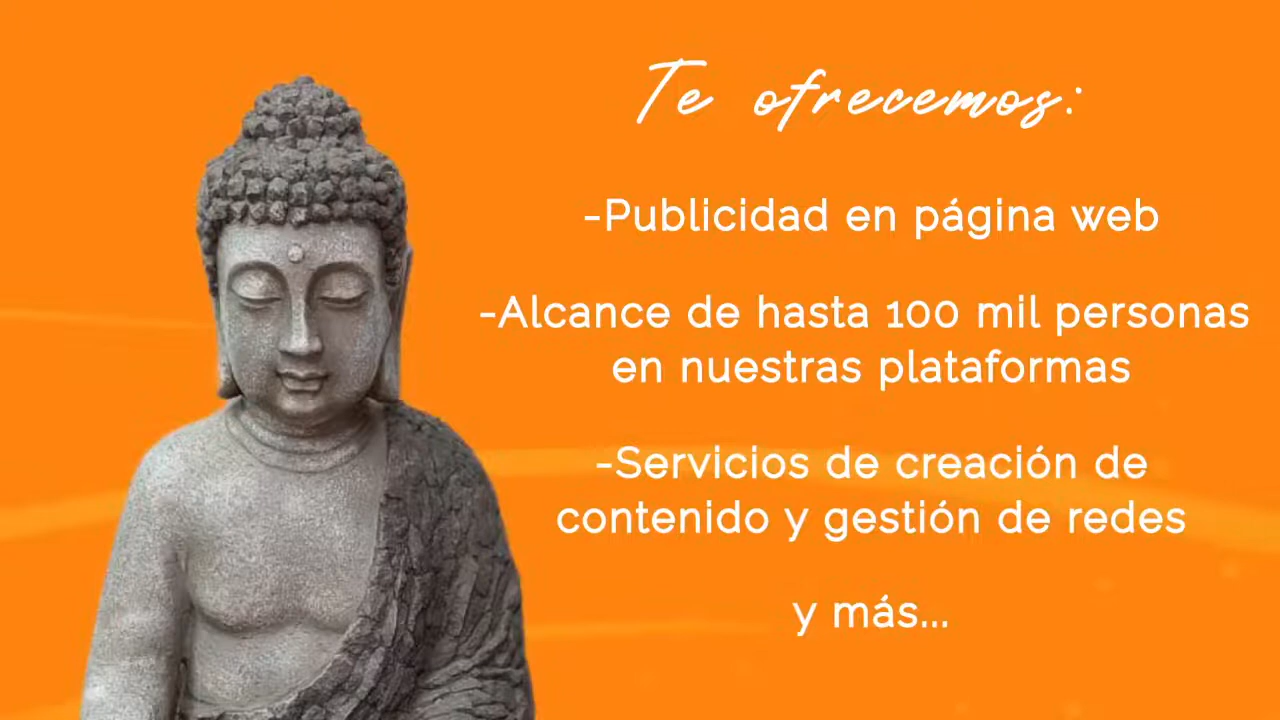 Te ofrecemos:
-Publicidad en página web
-Alcance de hasta 100 mil personas
en nuestras plataformas
-Servicios de creación de
contenido y gestión de redes
y más...